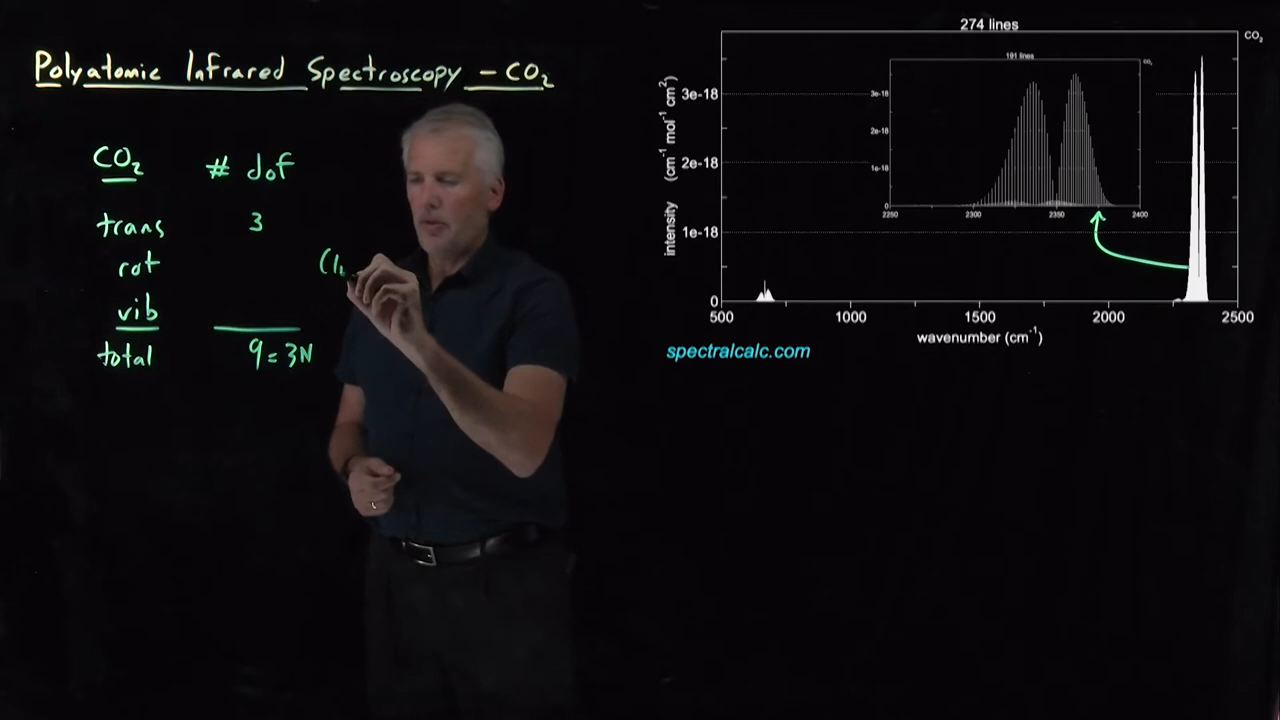 Polyatomic Infrared Spectroscopy - CO₂
CO₂ # dof
trans 3
rot
vib
total 9 = 3N
274 lines
CO₂
191 lines
CO₂
3e-18
2e-18
1e-18
0
2250 2300 2350 2400
intensity (cm⁻¹ mol⁻¹ cm²)
3e-18
2e-18
1e-18
0
500 1000 1500 2000 2500
wavenumber (cm⁻¹)
spectralcalc.com